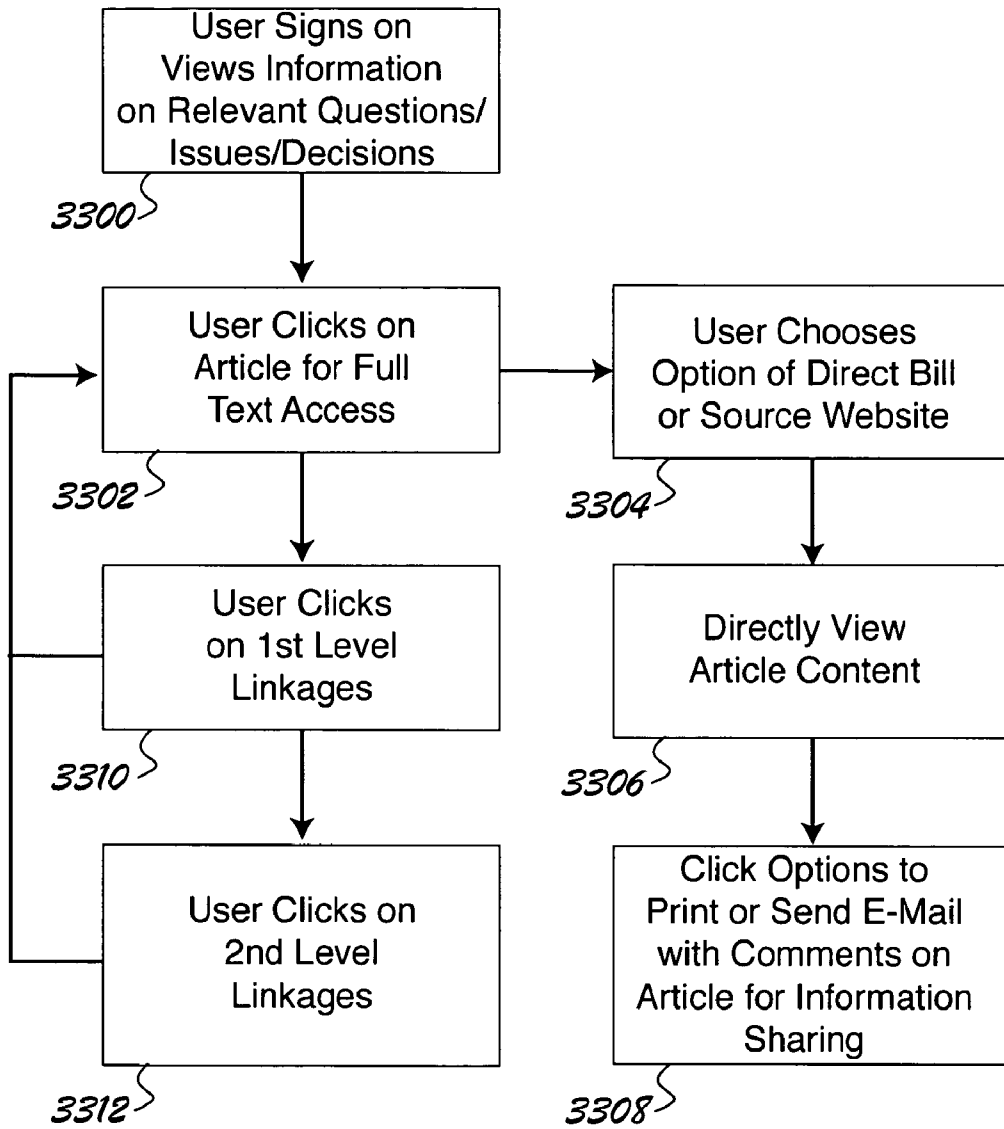 User Signs on
Views Information
on Relevant Questions/
Issues/Decisions
3300
User Clicks on
Article for Full
Text Access
3302
User Chooses
Option of Direct Bill
or Source Website
3304
User Clicks
on 1st Level
Linkages
3310
Directly View
Article Content
3306
User Clicks on
2nd Level
Linkages
3312
Click Options to
Print or Send E-Mail
with Comments on
Article for Information
Sharing
3308